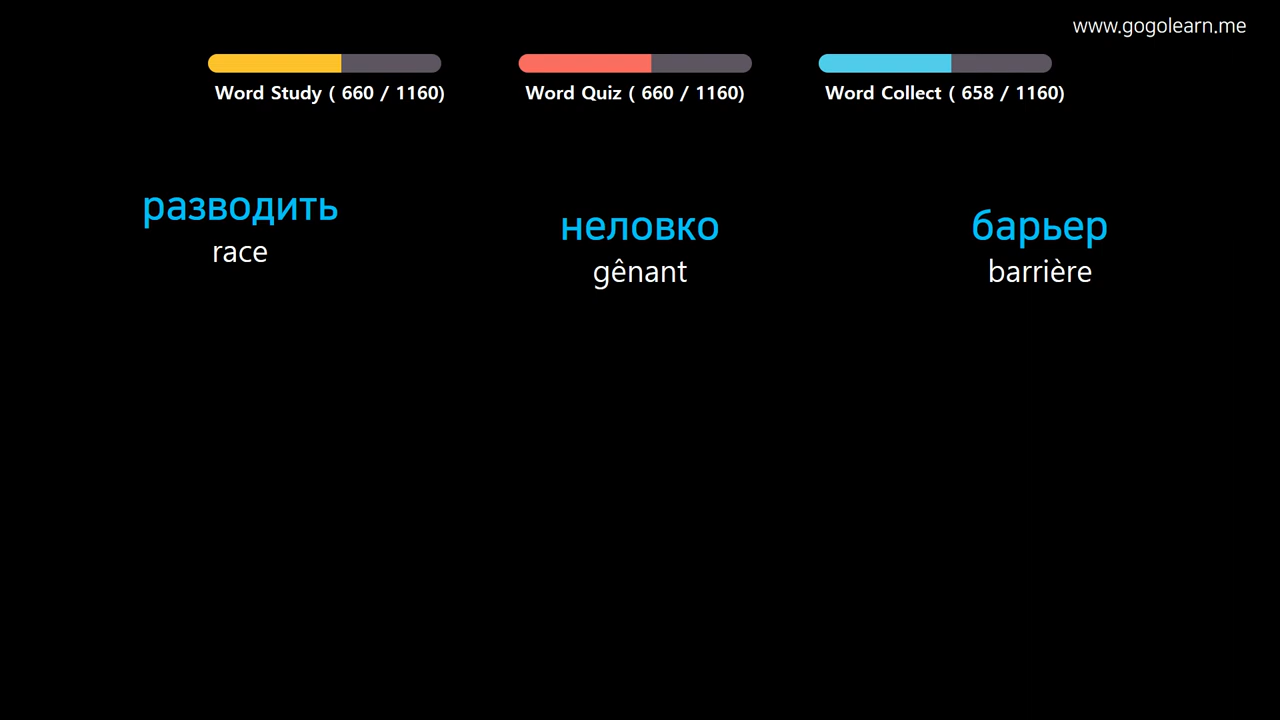 www.gogolearn.me
Word Study ( 660 / 1160)
Word Quiz ( 660 / 1160)
Word Collect ( 658 / 1160)
разводить
race
неловко
gênant
барьер
barrière